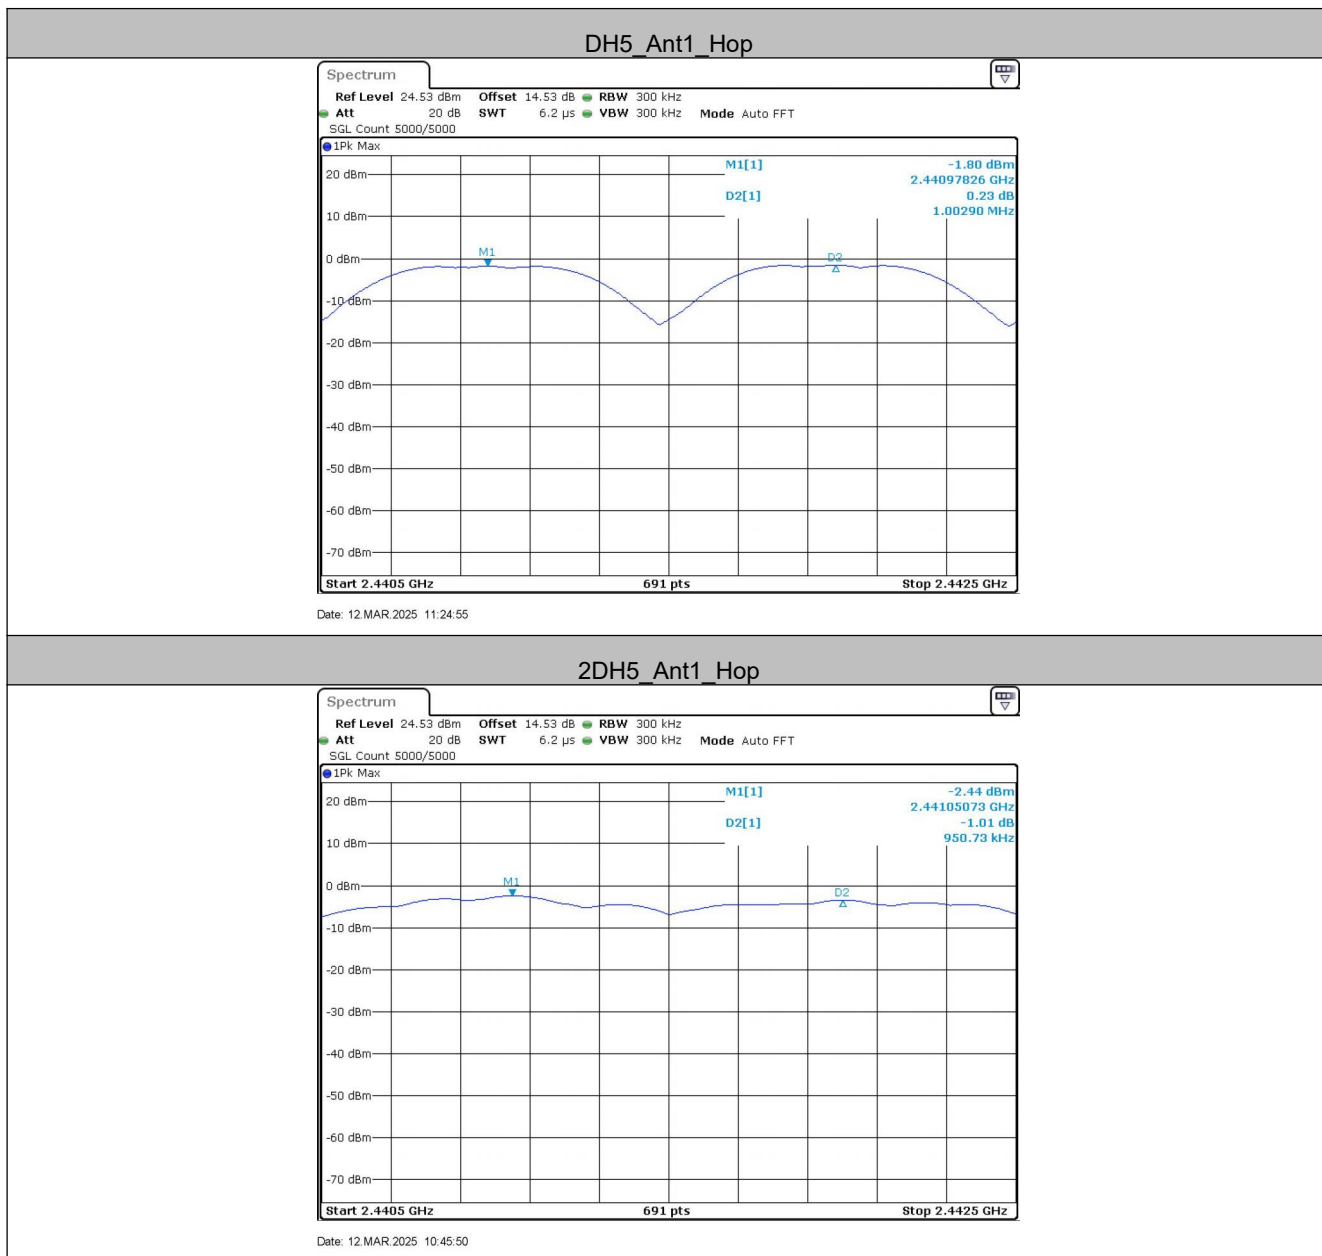 DH5_Ant1_Hop
Spectrum
Ref Level 24.53 dBm Offset 14.53 dB RBW 300 kHz
Att 20 dB SWT 6.2 µs VBW 300 kHz Mode Auto FFT
SGL Count 5000/5000
1Pk Max
M1[1] -1.80 dBm
2.44097826 GHz
D2[1] 0.23 dB
1.00290 MHz
20 dBm
10 dBm
0 dBm
M1
D2
-10 dBm
-20 dBm
-30 dBm
-40 dBm
-50 dBm
-60 dBm
-70 dBm
Start 2.4405 GHz 691 pts Stop 2.4425 GHz
Date: 12.MAR.2025 11:24:55
2DH5_Ant1_Hop
Spectrum
Ref Level 24.53 dBm Offset 14.53 dB RBW 300 kHz
Att 20 dB SWT 6.2 µs VBW 300 kHz Mode Auto FFT
SGL Count 5000/5000
1Pk Max
M1[1] -2.44 dBm
2.44105073 GHz
D2[1] -1.01 dB
950.73 kHz
20 dBm
10 dBm
0 dBm
M1
D2
-10 dBm
-20 dBm
-30 dBm
-40 dBm
-50 dBm
-60 dBm
-70 dBm
Start 2.4405 GHz 691 pts Stop 2.4425 GHz
Date: 12.MAR.2025 10:45:50